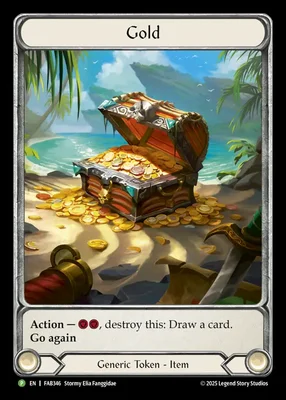 Gold
Action — , destroy this: Draw a card.
Go again
Generic Token - Item
P EN | FAB346 Stormy Elia Fanggidae ©2025 Legend Story Studios